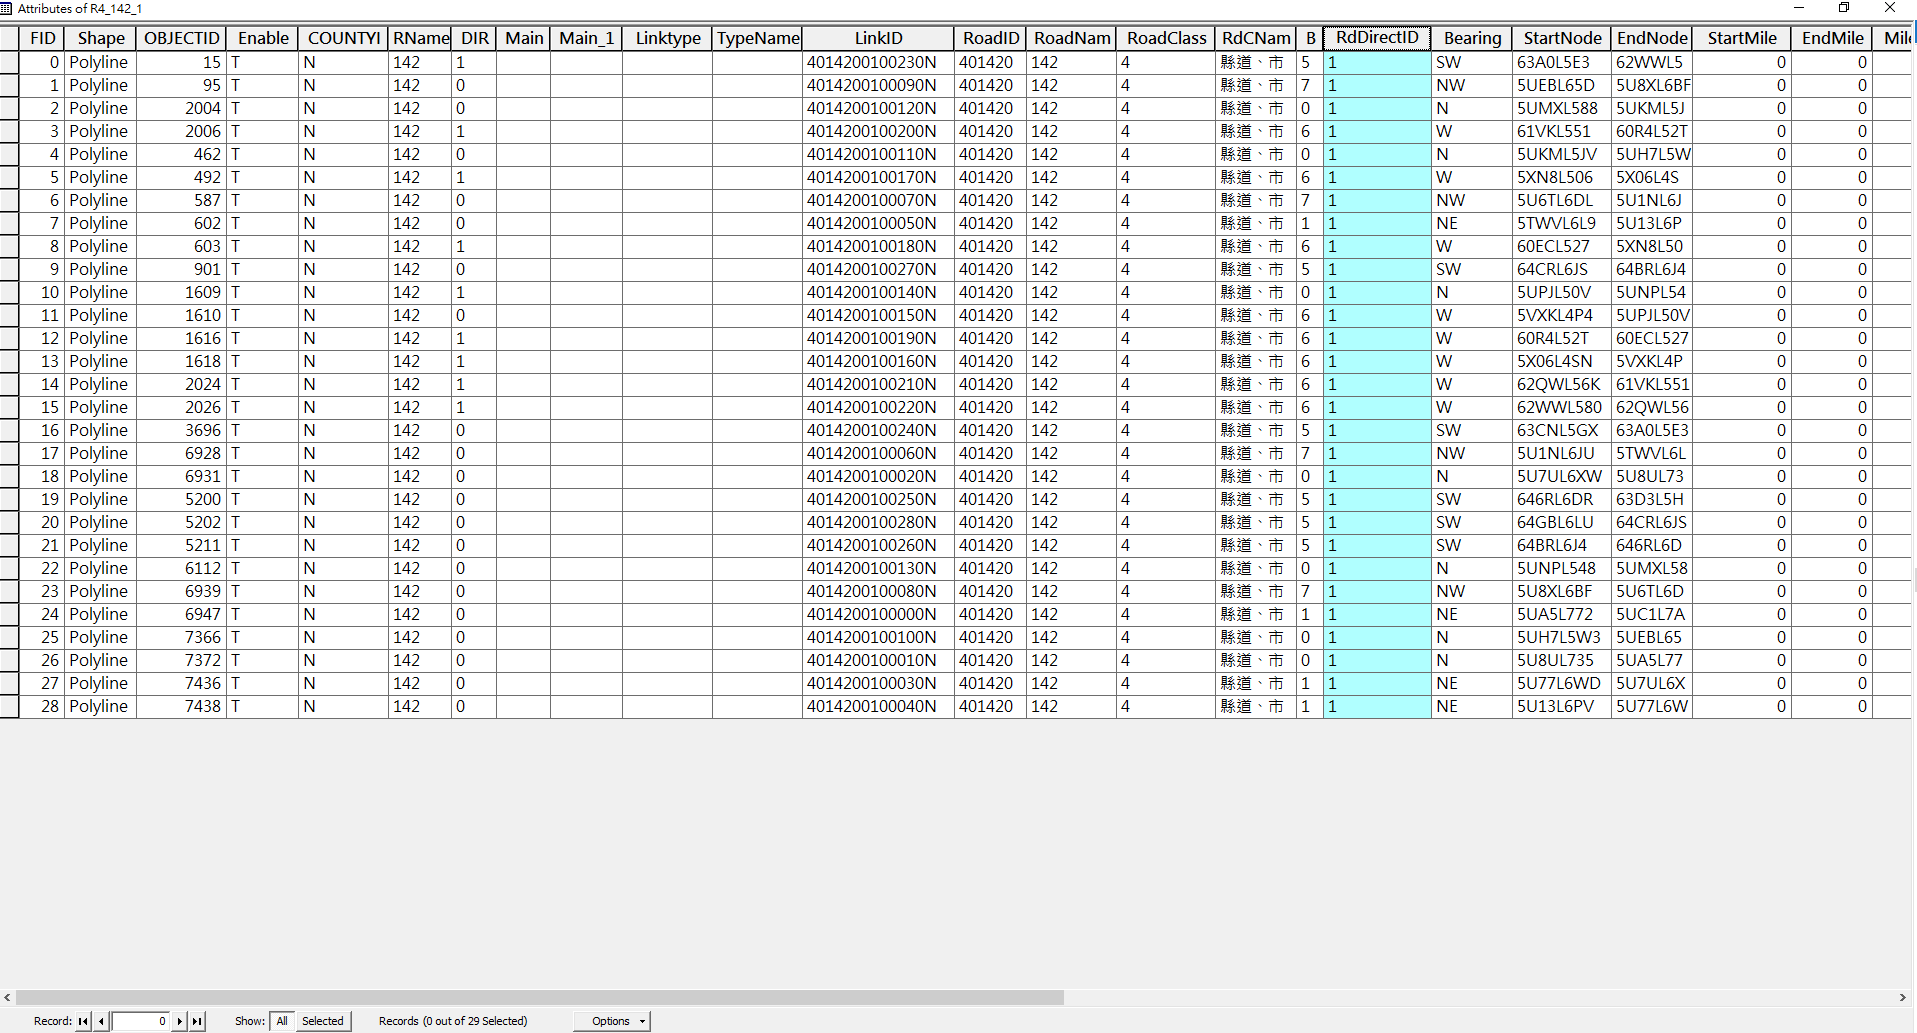 Attributes of R4_142_1
FID Shape OBJECTID Enable COUNTYI RName DIR Main Main_1 Linktype TypeName LinkID RoadID RoadNam RoadClass RdCNam B RdDirectID Bearing StartNode EndNode StartMile EndMile Mile
0 Polyline 15 T N 142 1 4014200100230N 401420 142 4 縣道、市 5 1 SW 63A0L5E3 62WWL5 0 0
1 Polyline 95 T N 142 0 4014200100090N 401420 142 4 縣道、市 7 1 NW 5UEBL65D 5U8XL6BF 0 0
2 Polyline 2004 T N 142 0 4014200100120N 401420 142 4 縣道、市 0 1 N 5UMXL588 5UKML5J 0 0
3 Polyline 2006 T N 142 1 4014200100200N 401420 142 4 縣道、市 6 1 W 61VKL551 60R4L52T 0 0
4 Polyline 462 T N 142 0 4014200100110N 401420 142 4 縣道、市 0 1 N 5UKML5JV 5UH7L5W 0 0
5 Polyline 492 T N 142 1 4014200100170N 401420 142 4 縣道、市 6 1 W 5XN8L506 5X06L4S 0 0
6 Polyline 587 T N 142 0 4014200100070N 401420 142 4 縣道、市 7 1 NW 5U6TL6DL 5U1NL6J 0 0
7 Polyline 602 T N 142 0 4014200100050N 401420 142 4 縣道、市 1 1 NE 5TWVL6L9 5U13L6P 0 0
8 Polyline 603 T N 142 1 4014200100180N 401420 142 4 縣道、市 6 1 W 60ECL527 5XN8L50 0 0
9 Polyline 901 T N 142 0 4014200100270N 401420 142 4 縣道、市 5 1 SW 64CRL6JS 64BRL6J4 0 0
10 Polyline 1609 T N 142 1 4014200100140N 401420 142 4 縣道、市 0 1 N 5UPJL50V 5UNPL54 0 0
11 Polyline 1610 T N 142 0 4014200100150N 401420 142 4 縣道、市 6 1 W 5VXKL4P4 5UPJL50V 0 0
12 Polyline 1616 T N 142 1 4014200100190N 401420 142 4 縣道、市 6 1 W 60R4L52T 60ECL527 0 0
13 Polyline 1618 T N 142 1 4014200100160N 401420 142 4 縣道、市 6 1 W 5X06L4SN 5VXKL4P 0 0
14 Polyline 2024 T N 142 1 4014200100210N 401420 142 4 縣道、市 6 1 W 62QWL56K 61VKL551 0 0
15 Polyline 2026 T N 142 1 4014200100220N 401420 142 4 縣道、市 6 1 W 62WWL580 62QWL56 0 0
16 Polyline 3696 T N 142 0 4014200100240N 401420 142 4 縣道、市 5 1 SW 63CNL5GX 63A0L5E3 0 0
17 Polyline 6928 T N 142 0 4014200100060N 401420 142 4 縣道、市 7 1 NW 5U1NL6JU 5TWVL6L 0 0
18 Polyline 6931 T N 142 0 4014200100020N 401420 142 4 縣道、市 0 1 N 5U7UL6XW 5U8UL73 0 0
19 Polyline 5200 T N 142 0 4014200100250N 401420 142 4 縣道、市 5 1 SW 646RL6DR 63D3L5H 0 0
20 Polyline 5202 T N 142 0 4014200100280N 401420 142 4 縣道、市 5 1 SW 64GBL6LU 64CRL6JS 0 0
21 Polyline 5211 T N 142 0 4014200100260N 401420 142 4 縣道、市 5 1 SW 64BRL6J4 646RL6D 0 0
22 Polyline 6112 T N 142 0 4014200100130N 401420 142 4 縣道、市 0 1 N 5UNPL548 5UMXL58 0 0
23 Polyline 6939 T N 142 0 4014200100080N 401420 142 4 縣道、市 7 1 NW 5U8XL6BF 5U6TL6D 0 0
24 Polyline 6947 T N 142 0 4014200100000N 401420 142 4 縣道、市 1 1 NE 5UA5L772 5UC1L7A 0 0
25 Polyline 7366 T N 142 0 4014200100100N 401420 142 4 縣道、市 0 1 N 5UH7L5W3 5UEBL65 0 0
26 Polyline 7372 T N 142 0 4014200100010N 401420 142 4 縣道、市 0 1 N 5U8UL735 5UA5L77 0 0
27 Polyline 7436 T N 142 0 4014200100030N 401420 142 4 縣道、市 1 1 NE 5U77L6WD 5U7UL6X 0 0
28 Polyline 7438 T N 142 0 4014200100040N 401420 142 4 縣道、市 1 1 NE 5U13L6PV 5U77L6W 0 0
Record: 0 Show: All Selected Records (0 out of 29 Selected) Options